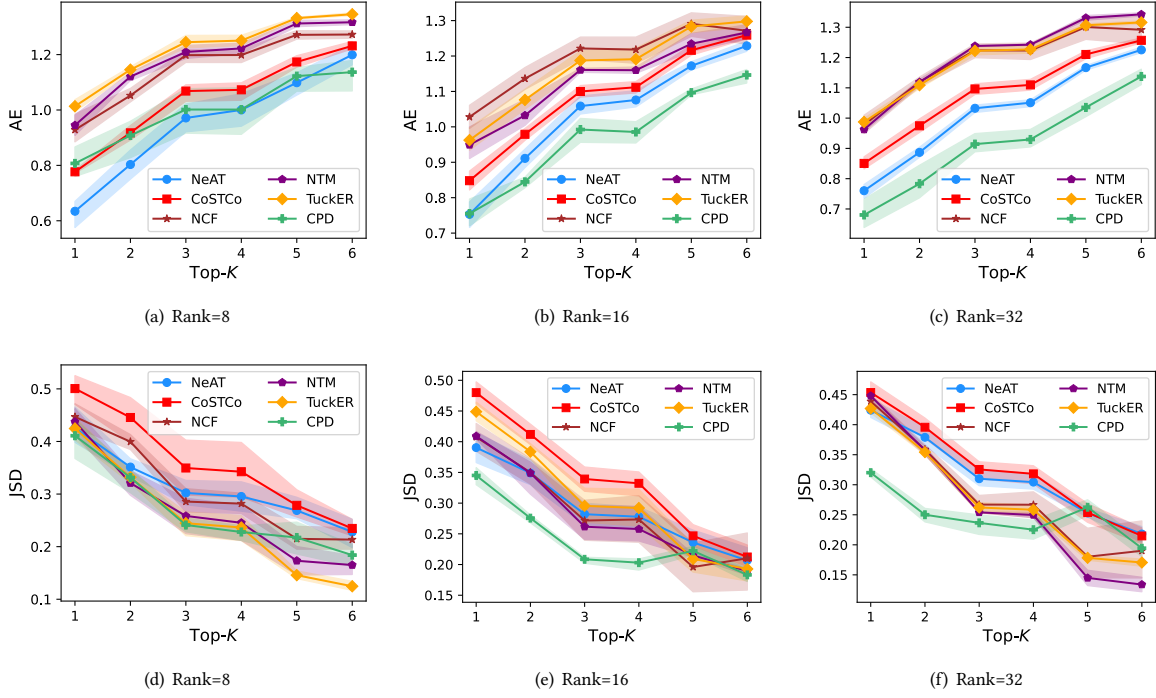 AE
1.2
1.0
0.8
0.6
NeAT
CoSTCo
NCF
NTM
TuckER
CPD
1 2 3 4 5 6
Top-K
(a) Rank=8
AE
1.3
1.2
1.1
1.0
0.9
0.8
0.7
NeAT
CoSTCo
NCF
NTM
TuckER
CPD
1 2 3 4 5 6
Top-K
(b) Rank=16
AE
1.3
1.2
1.1
1.0
0.9
0.8
0.7
NeAT
CoSTCo
NCF
NTM
TuckER
CPD
1 2 3 4 5 6
Top-K
(c) Rank=32
JSD
0.5
0.4
0.3
0.2
0.1
NeAT
CoSTCo
NCF
NTM
TuckER
CPD
1 2 3 4 5 6
Top-K
(d) Rank=8
JSD
0.50
0.45
0.40
0.35
0.30
0.25
0.20
0.15
NeAT
CoSTCo
NCF
NTM
TuckER
CPD
1 2 3 4 5 6
Top-K
(e) Rank=16
JSD
0.45
0.40
0.35
0.30
0.25
0.20
0.15
NeAT
CoSTCo
NCF
NTM
TuckER
CPD
1 2 3 4 5 6
Top-K
(f) Rank=32